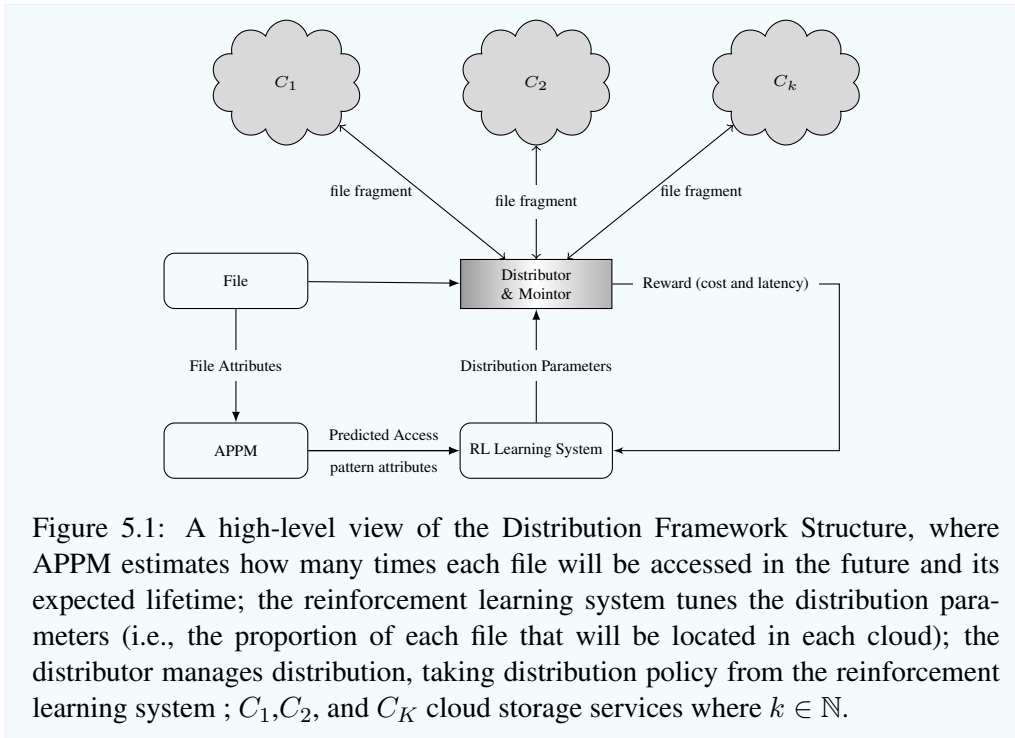 C1
C2
Ck
file fragment
file fragment
file fragment
File
Distributor
& Mointor
Reward (cost and latency)
File Attributes
Distribution Parameters
APPM
Predicted Access
pattern attributes
RL Learning System
Figure 5.1: A high-level view of the Distribution Framework Structure, where
APPM estimates how many times each file will be accessed in the future and its
expected lifetime; the reinforcement learning system tunes the distribution para-
meters (i.e., the proportion of each file that will be located in each cloud); the
distributor manages distribution, taking distribution policy from the reinforcement
learning system ; C1,C2, and CK cloud storage services where k ∈ ℕ.